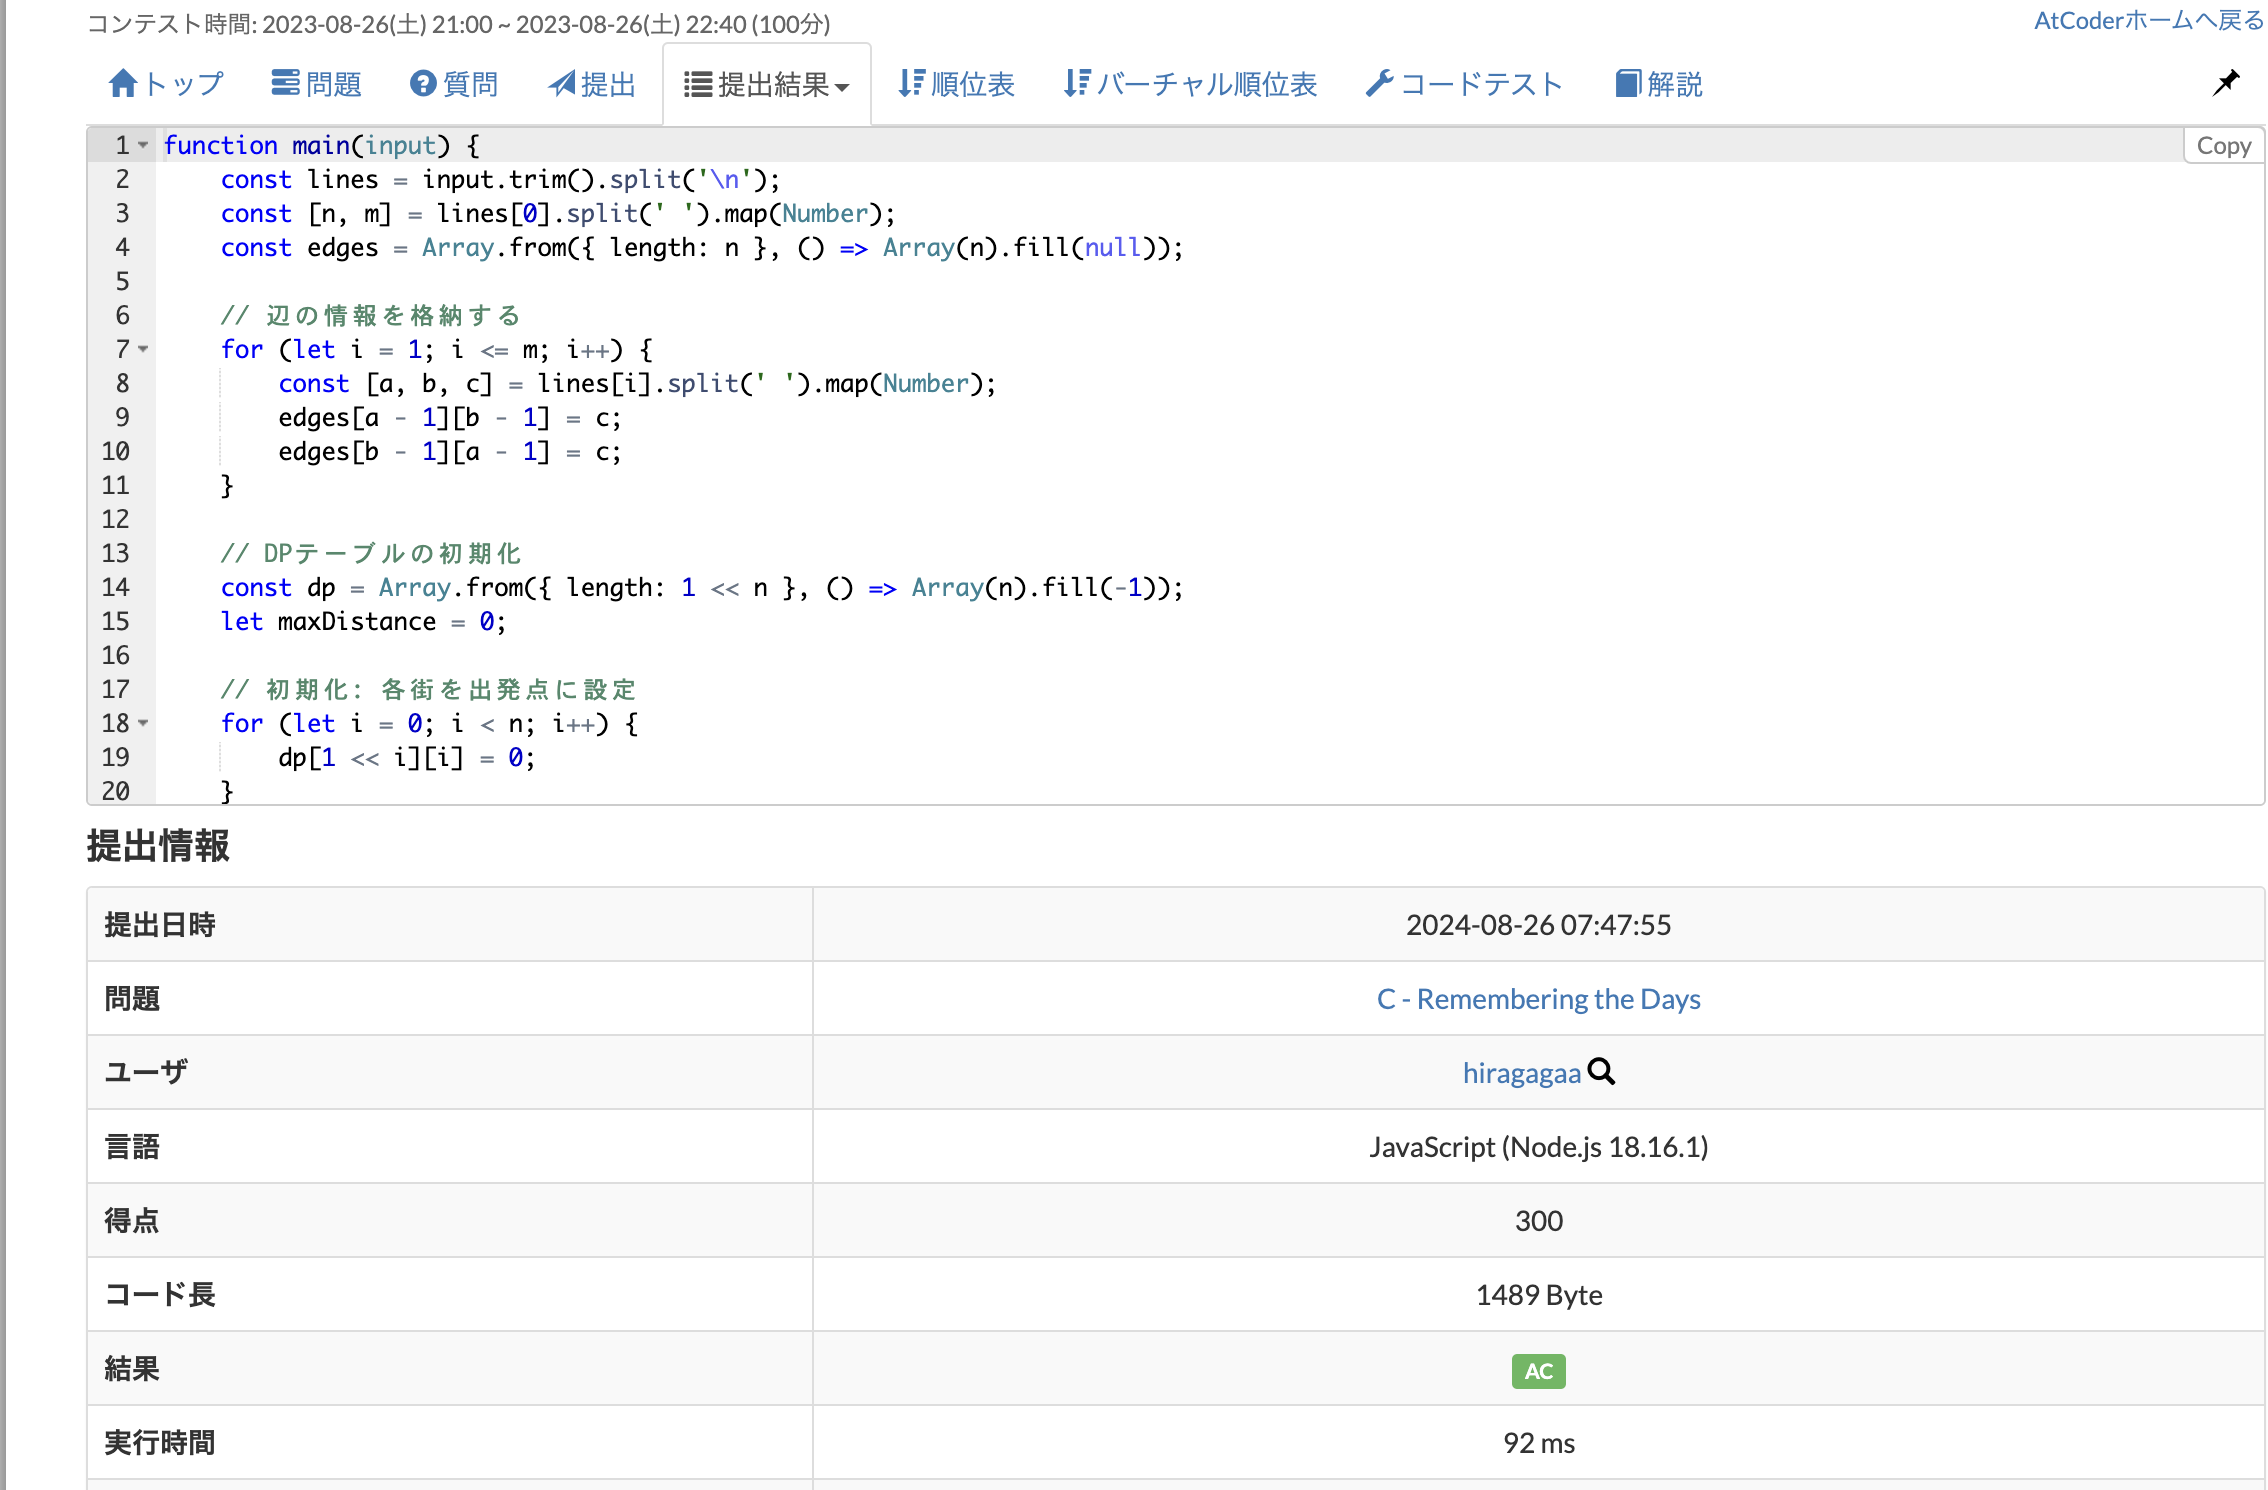 コンテスト時間: 2023-08-26(土) 21:00 ~ 2023-08-26(土) 22:40 (100分)
AtCoderホームへ戻る
トップ 問題 質問 提出 提出結果 順位表 バーチャル順位表 コードテスト 解説
Copy
1 function main(input) {
2     const lines = input.trim().split('\n');
3     const [n, m] = lines[0].split(' ').map(Number);
4     const edges = Array.from({ length: n }, () => Array(n).fill(null));
5
6     // 辺の情報を格納する
7     for (let i = 1; i <= m; i++) {
8         const [a, b, c] = lines[i].split(' ').map(Number);
9         edges[a - 1][b - 1] = c;
10         edges[b - 1][a - 1] = c;
11     }
12
13     // DPテーブルの初期化
14     const dp = Array.from({ length: 1 << n }, () => Array(n).fill(-1));
15     let maxDistance = 0;
16
17     // 初期化: 各街を出発点に設定
18     for (let i = 0; i < n; i++) {
19         dp[1 << i][i] = 0;
20     }
提出情報
提出日時 2024-08-26 07:47:55
問題 C - Remembering the Days
ユーザ hiragagaa
言語 JavaScript (Node.js 18.16.1)
得点 300
コード長 1489 Byte
結果 AC
実行時間 92 ms